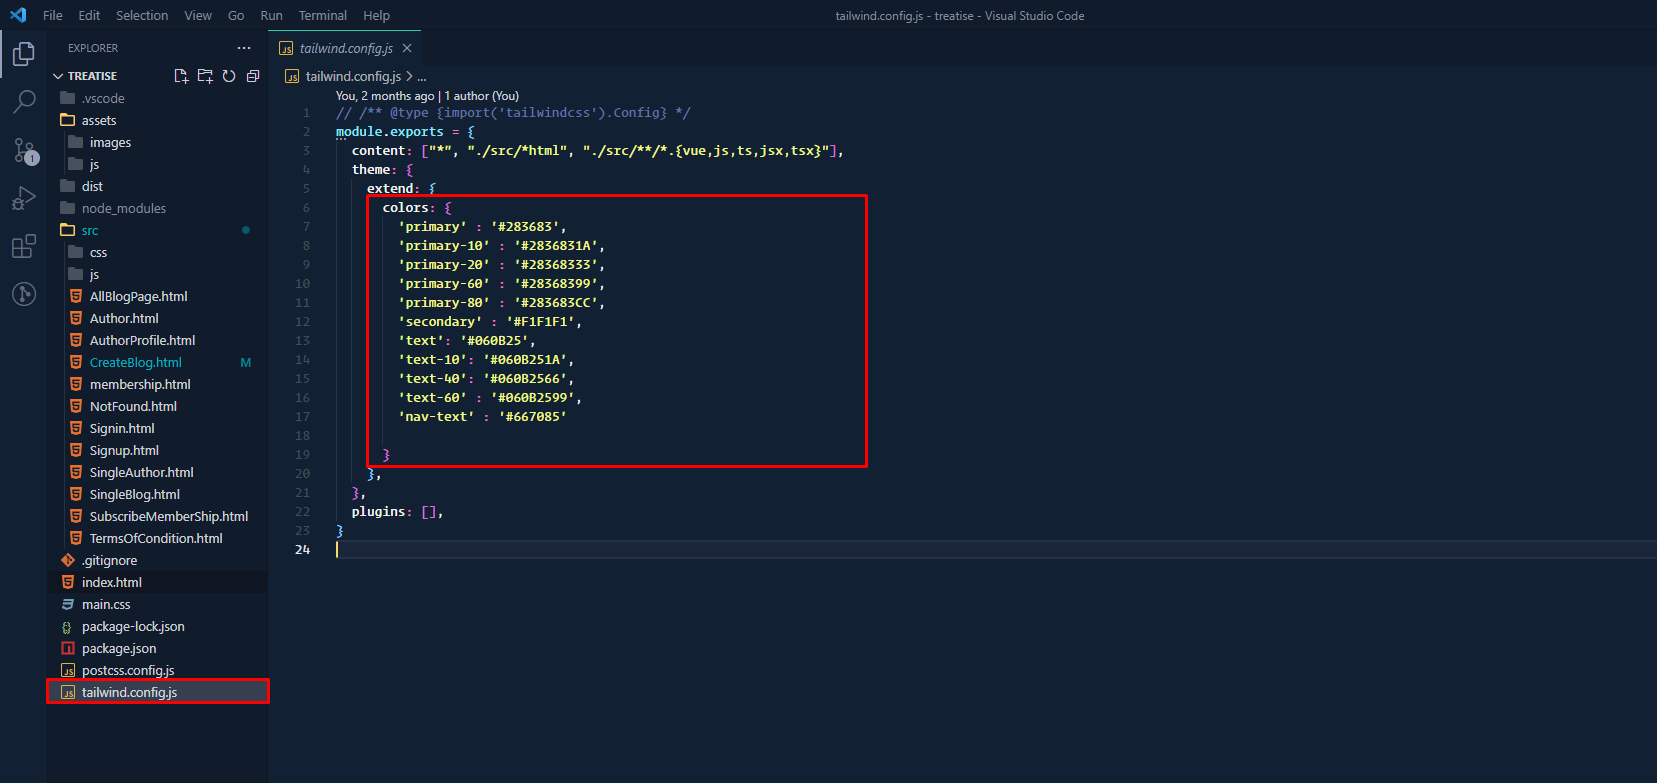 File Edit Selection View Go Run Terminal Help
tailwind.config.js - treatise - Visual Studio Code
EXPLORER
TREATISE
.vscode
assets
images
js
dist
node_modules
src
css
js
AllBlogPage.html
Author.html
AuthorProfile.html
CreateBlog.html M
membership.html
NotFound.html
Signin.html
Signup.html
SingleAuthor.html
SingleBlog.html
SubscribeMemberShip.html
TermsOfCondition.html
.gitignore
index.html
main.css
package-lock.json
package.json
postcss.config.js
tailwind.config.js
1
JS tailwind.config.js
JS tailwind.config.js > ...
You, 2 months ago | 1 author (You)
1 // /** @type {import('tailwindcss').Config} */
2 module.exports = {
3 content: ["*", "./src/*html", "./src/**/*.{vue,js,ts,jsx,tsx}"],
4 theme: {
5 extend: {
6 colors: {
7 'primary' : '#283683',
8 'primary-10' : '#2836831A',
9 'primary-20' : '#28368333',
10 'primary-60' : '#28368399',
11 'primary-80' : '#283683CC',
12 'secondary' : '#F1F1F1',
13 'text': '#060B25',
14 'text-10': '#060B251A',
15 'text-40': '#060B2566',
16 'text-60' : '#060B2599',
17 'nav-text' : '#667085'
18
19 }
20 },
21 },
22 plugins: [],
23 }
24